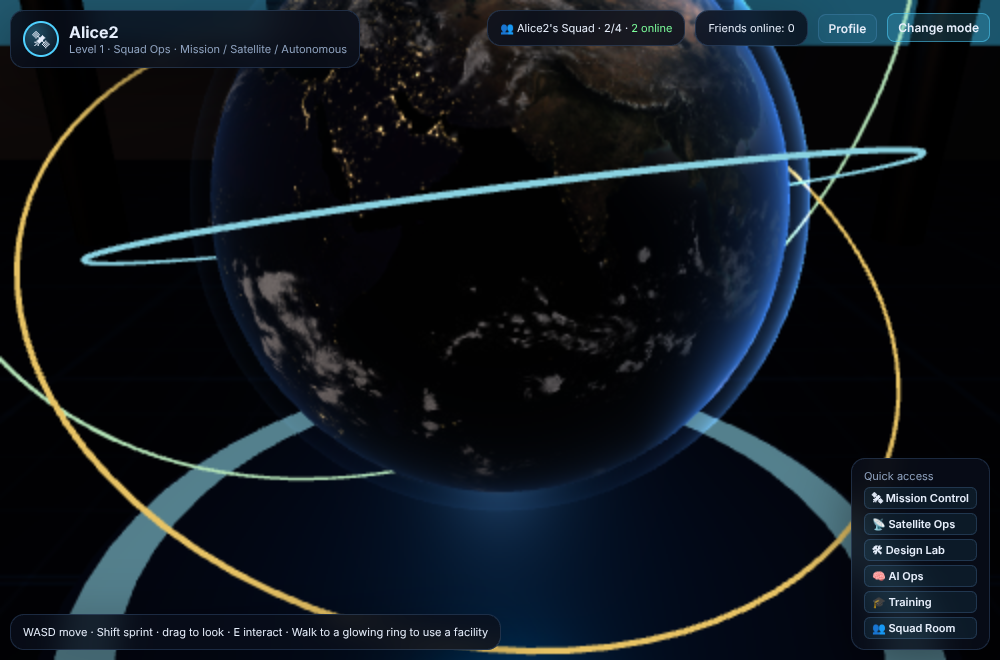 Alice2
Level 1 · Squad Ops · Mission / Satellite / Autonomous
👥 Alice2's Squad · 2/4 · 2 online
Friends online: 0
Profile
Change mode
Quick access
🛰 Mission Control
📡 Satellite Ops
🛠 Design Lab
🧠 AI Ops
🎓 Training
👥 Squad Room
WASD move · Shift sprint · drag to look · E interact · Walk to a glowing ring to use a facility